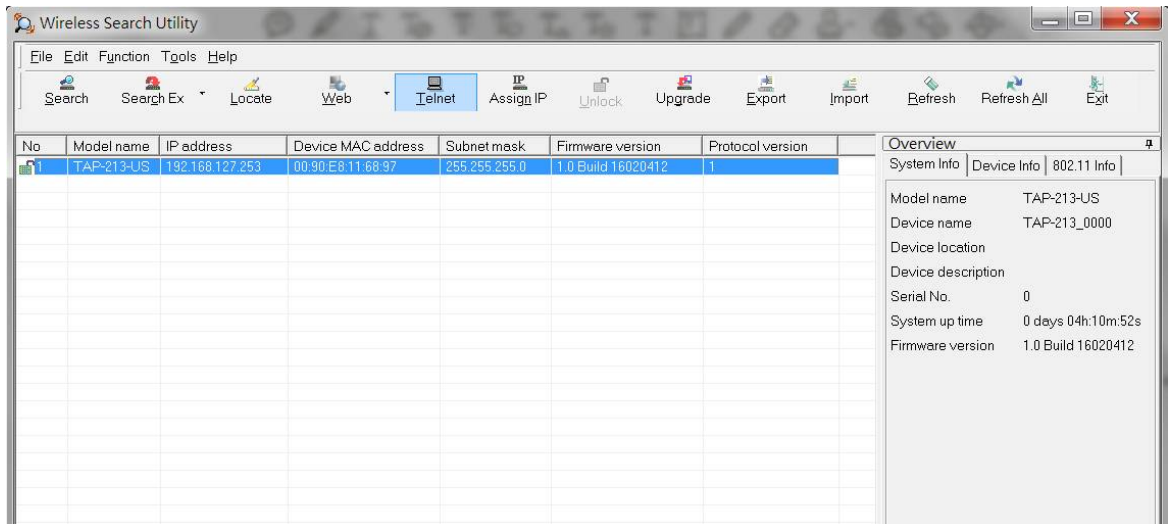 Wireless Search Utility
File Edit Function Tools Help
Search Search Ex Locate Web Telnet IP Assign IP Unlock Upgrade Export Import Refresh Refresh All Exit
No Model name IP address Device MAC address Subnet mask Firmware version Protocol version
1 TAP-213-US 192.168.127.253 00:90:E8:11:68:97 255.255.255.0 1.0 Build 16020412 1
Overview
System Info Device Info 802.11 Info
Model name TAP-213-US
Device name TAP-213_0000
Device location
Device description
Serial No. 0
System up time 0 days 04h:10m:52s
Firmware version 1.0 Build 16020412